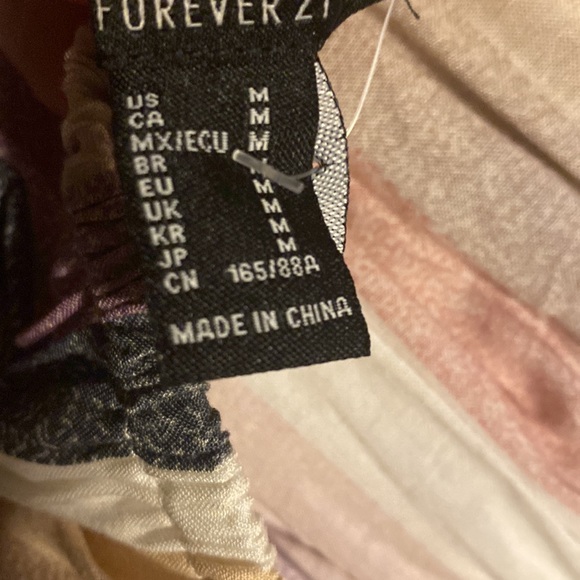 FOREVER 21
US M
CA M
MX/ECU M
BR M
EU M
UK M
KR M
JP M
CN 165/88A
MADE IN CHINA